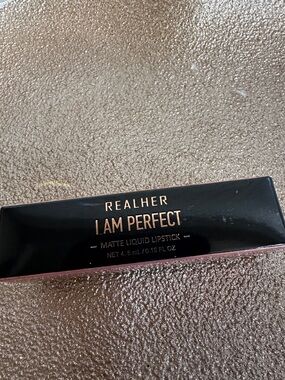 REALHER
I AM PERFECT
– MATTE LIQUID LIPSTICK –
NET 4.5 mL /0.15 FL OZ